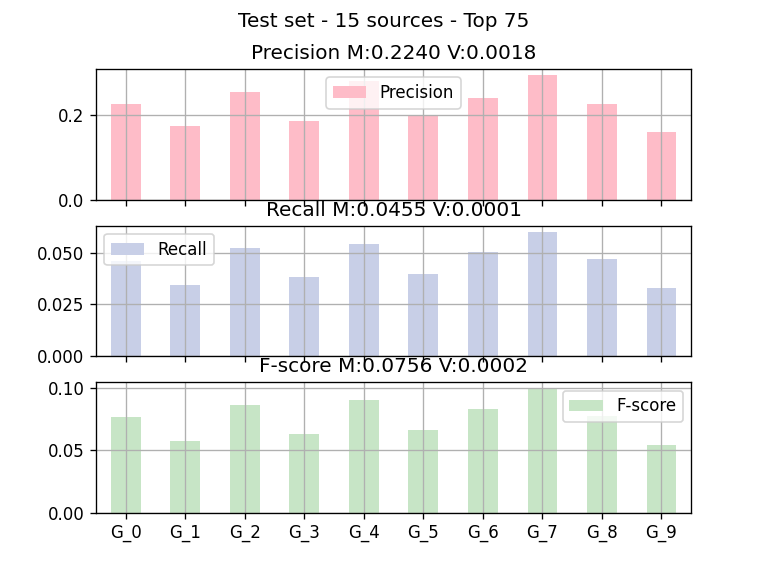 Test set - 15 sources - Top 75
Precision M:0.2240 V:0.0018
Precision
0.2
0.0
Recall M:0.0455 V:0.0001
Recall
0.050
0.025
0.000
F-score M:0.0756 V:0.0002
F-score
0.10
0.05
0.00
G_0 G_1 G_2 G_3 G_4 G_5 G_6 G_7 G_8 G_9